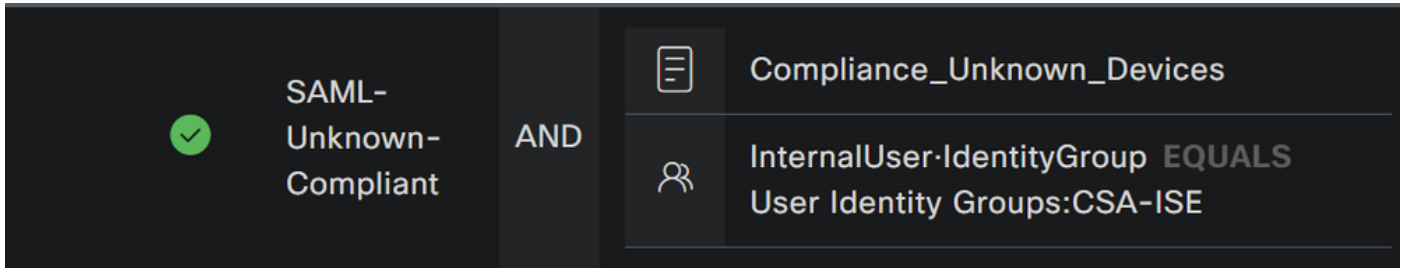 SAML-
Unknown-
Compliant
AND
Compliance_Unknown_Devices
InternalUser·IdentityGroup EQUALS
User Identity Groups:CSA-ISE